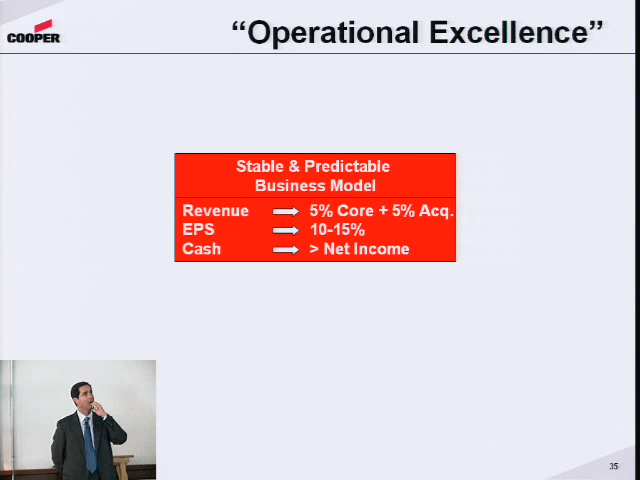 COOPER
“Operational Excellence”
Stable & Predictable
Business Model
Revenue 5% Core + 5% Acq.
EPS 10-15%
Cash > Net Income
35